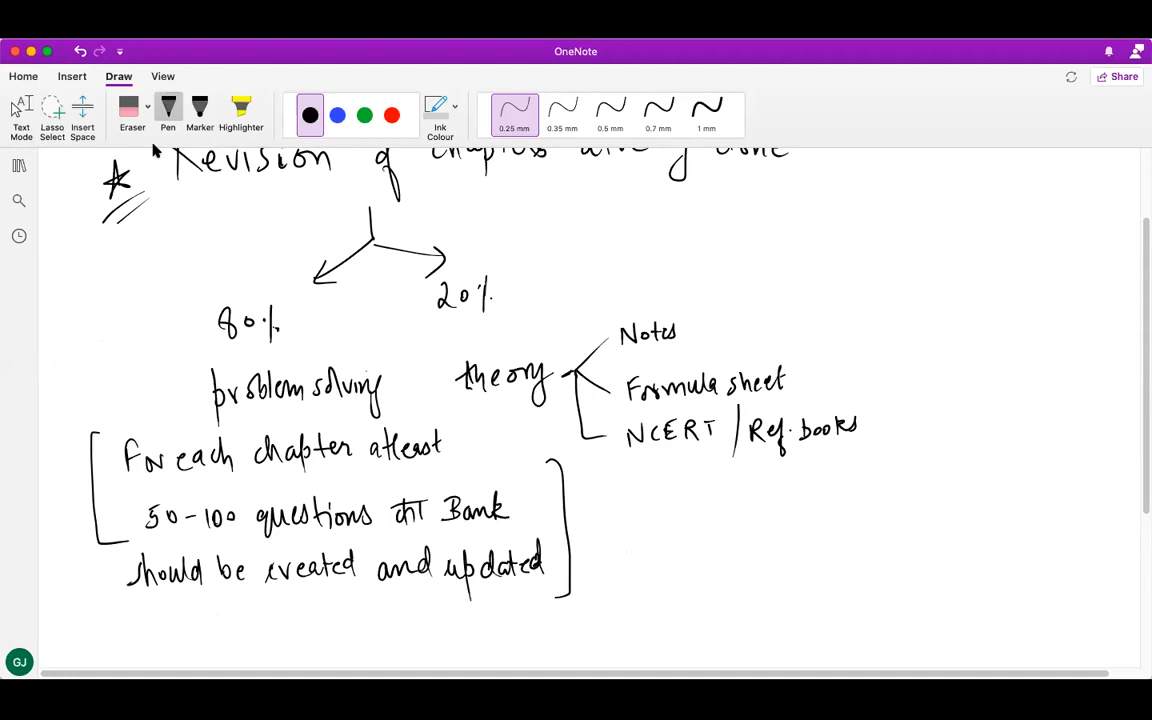 OneNote
Home Insert Draw View
Share
Text Mode
Lasso Select
Insert Space
Eraser
Pen
Marker
Highlighter
Ink Colour
0.25 mm
0.35 mm
0.5 mm
0.7 mm
1 mm
Revision of chapters already done
80%
20%
problem solving
theory
Notes
Formula sheet
NCERT / Ref. books
For each chapter atleast
50-100 questions Bank
should be created and updated
GJ